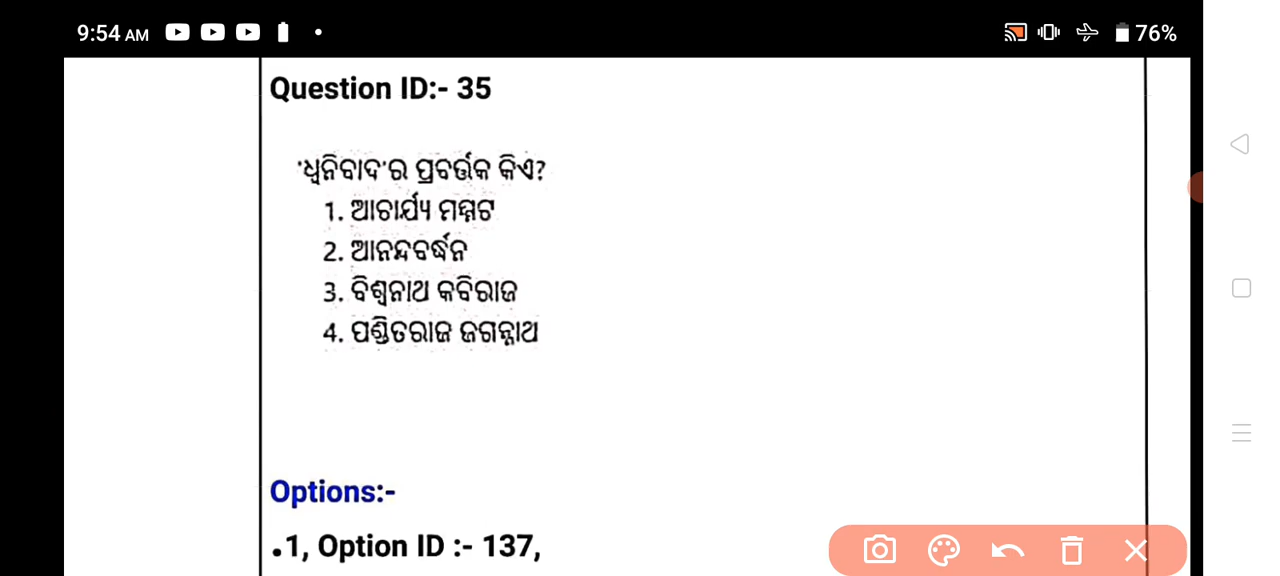 9:54 AM 76%
Question ID:- 35
'ଧ୍ୱନିବାଦ'ର ପ୍ରବର୍ତ୍ତକ କିଏ?
1. ଆଚାର୍ଯ୍ୟ ମମ୍ମଟ
2. ଆନନ୍ଦବର୍ଦ୍ଧନ
3. ବିଶ୍ୱନାଥ କବିରାଜ
4. ପଣ୍ଡିତରାଜ ଜଗନ୍ନାଥ
Options:-
.1, Option ID :- 137,